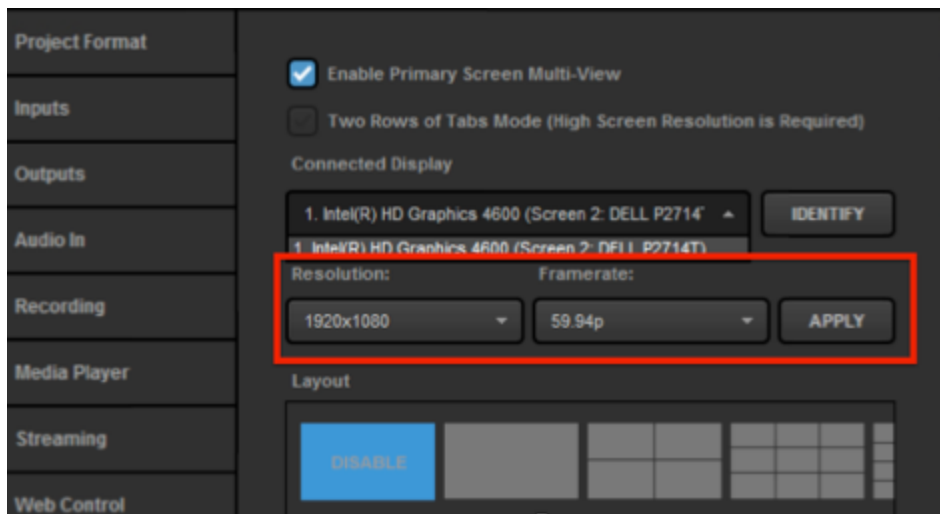 Project Format
Inputs
Outputs
Audio In
Recording
Media Player
Streaming
Web Control
Enable Primary Screen Multi-View
Two Rows of Tabs Mode (High Screen Resolution is Required)
Connected Display
1. Intel(R) HD Graphics 4600 (Screen 2: DELL P2714T
IDENTIFY
1. Intel(R) HD Graphics 4600 (Screen 2: DELL P2714T)
Resolution: Framerate:
1920x1080 59.94p APPLY
Layout
DISABLE